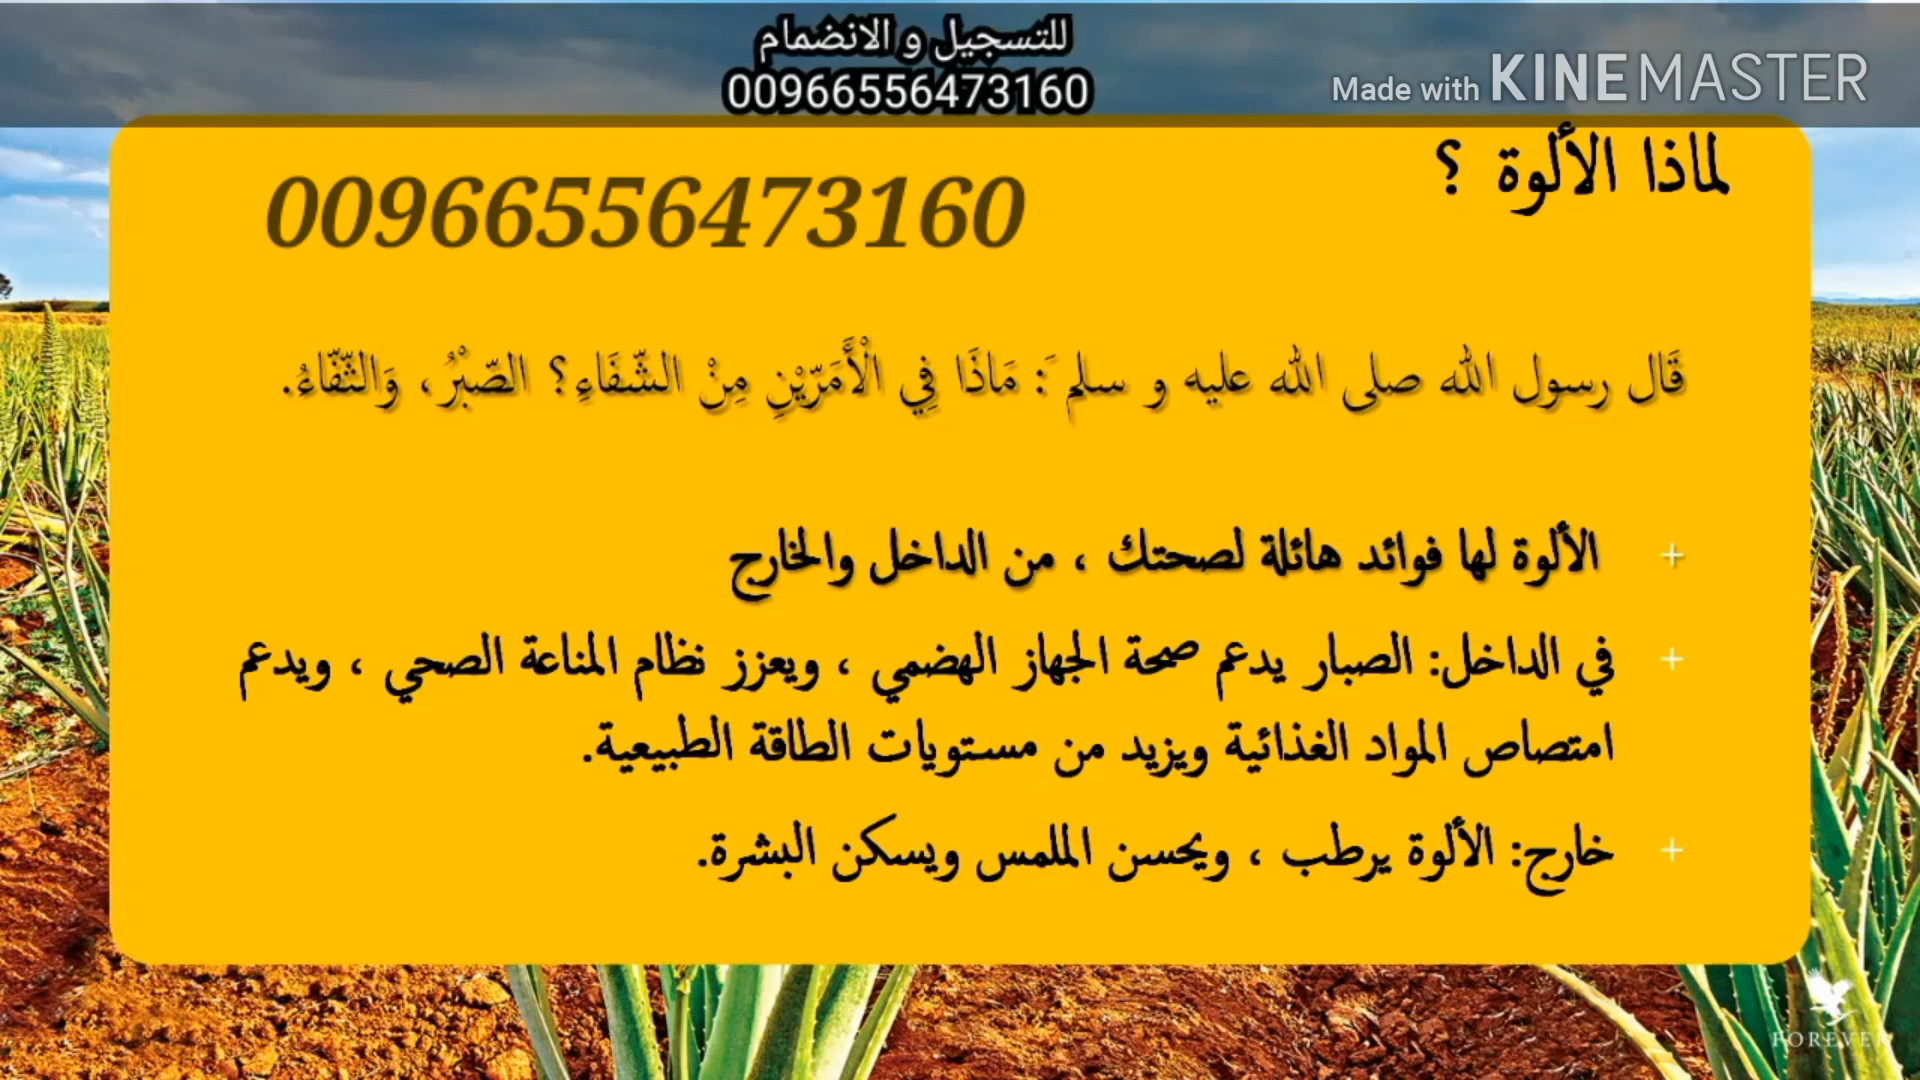 للتسجيل و الانضمام
00966556473160
Made with KINEMASTER
لماذا الألوة ؟
00966556473160
قَال رسول الله صلى الله عليه و سلم َ: مَاذَا فِي الْأَمَرّيْنِ مِنْ الشّفَاءِ؟ الصّبْرُ، وَالثّفّاءُ.
+ الألوة لها فوائد هائلة لصحتك ، من الداخل والخارج
+ في الداخل: الصبار يدعم صحة الجهاز الهضمي ، ويعزز نظام المناعة الصحي ، ويدعم
امتصاص المواد الغذائية ويزيد من مستويات الطاقة الطبيعية.
+ خارج: الألوة يرطب ، ويحسن الملمس ويسكن البشرة.
FOREVER